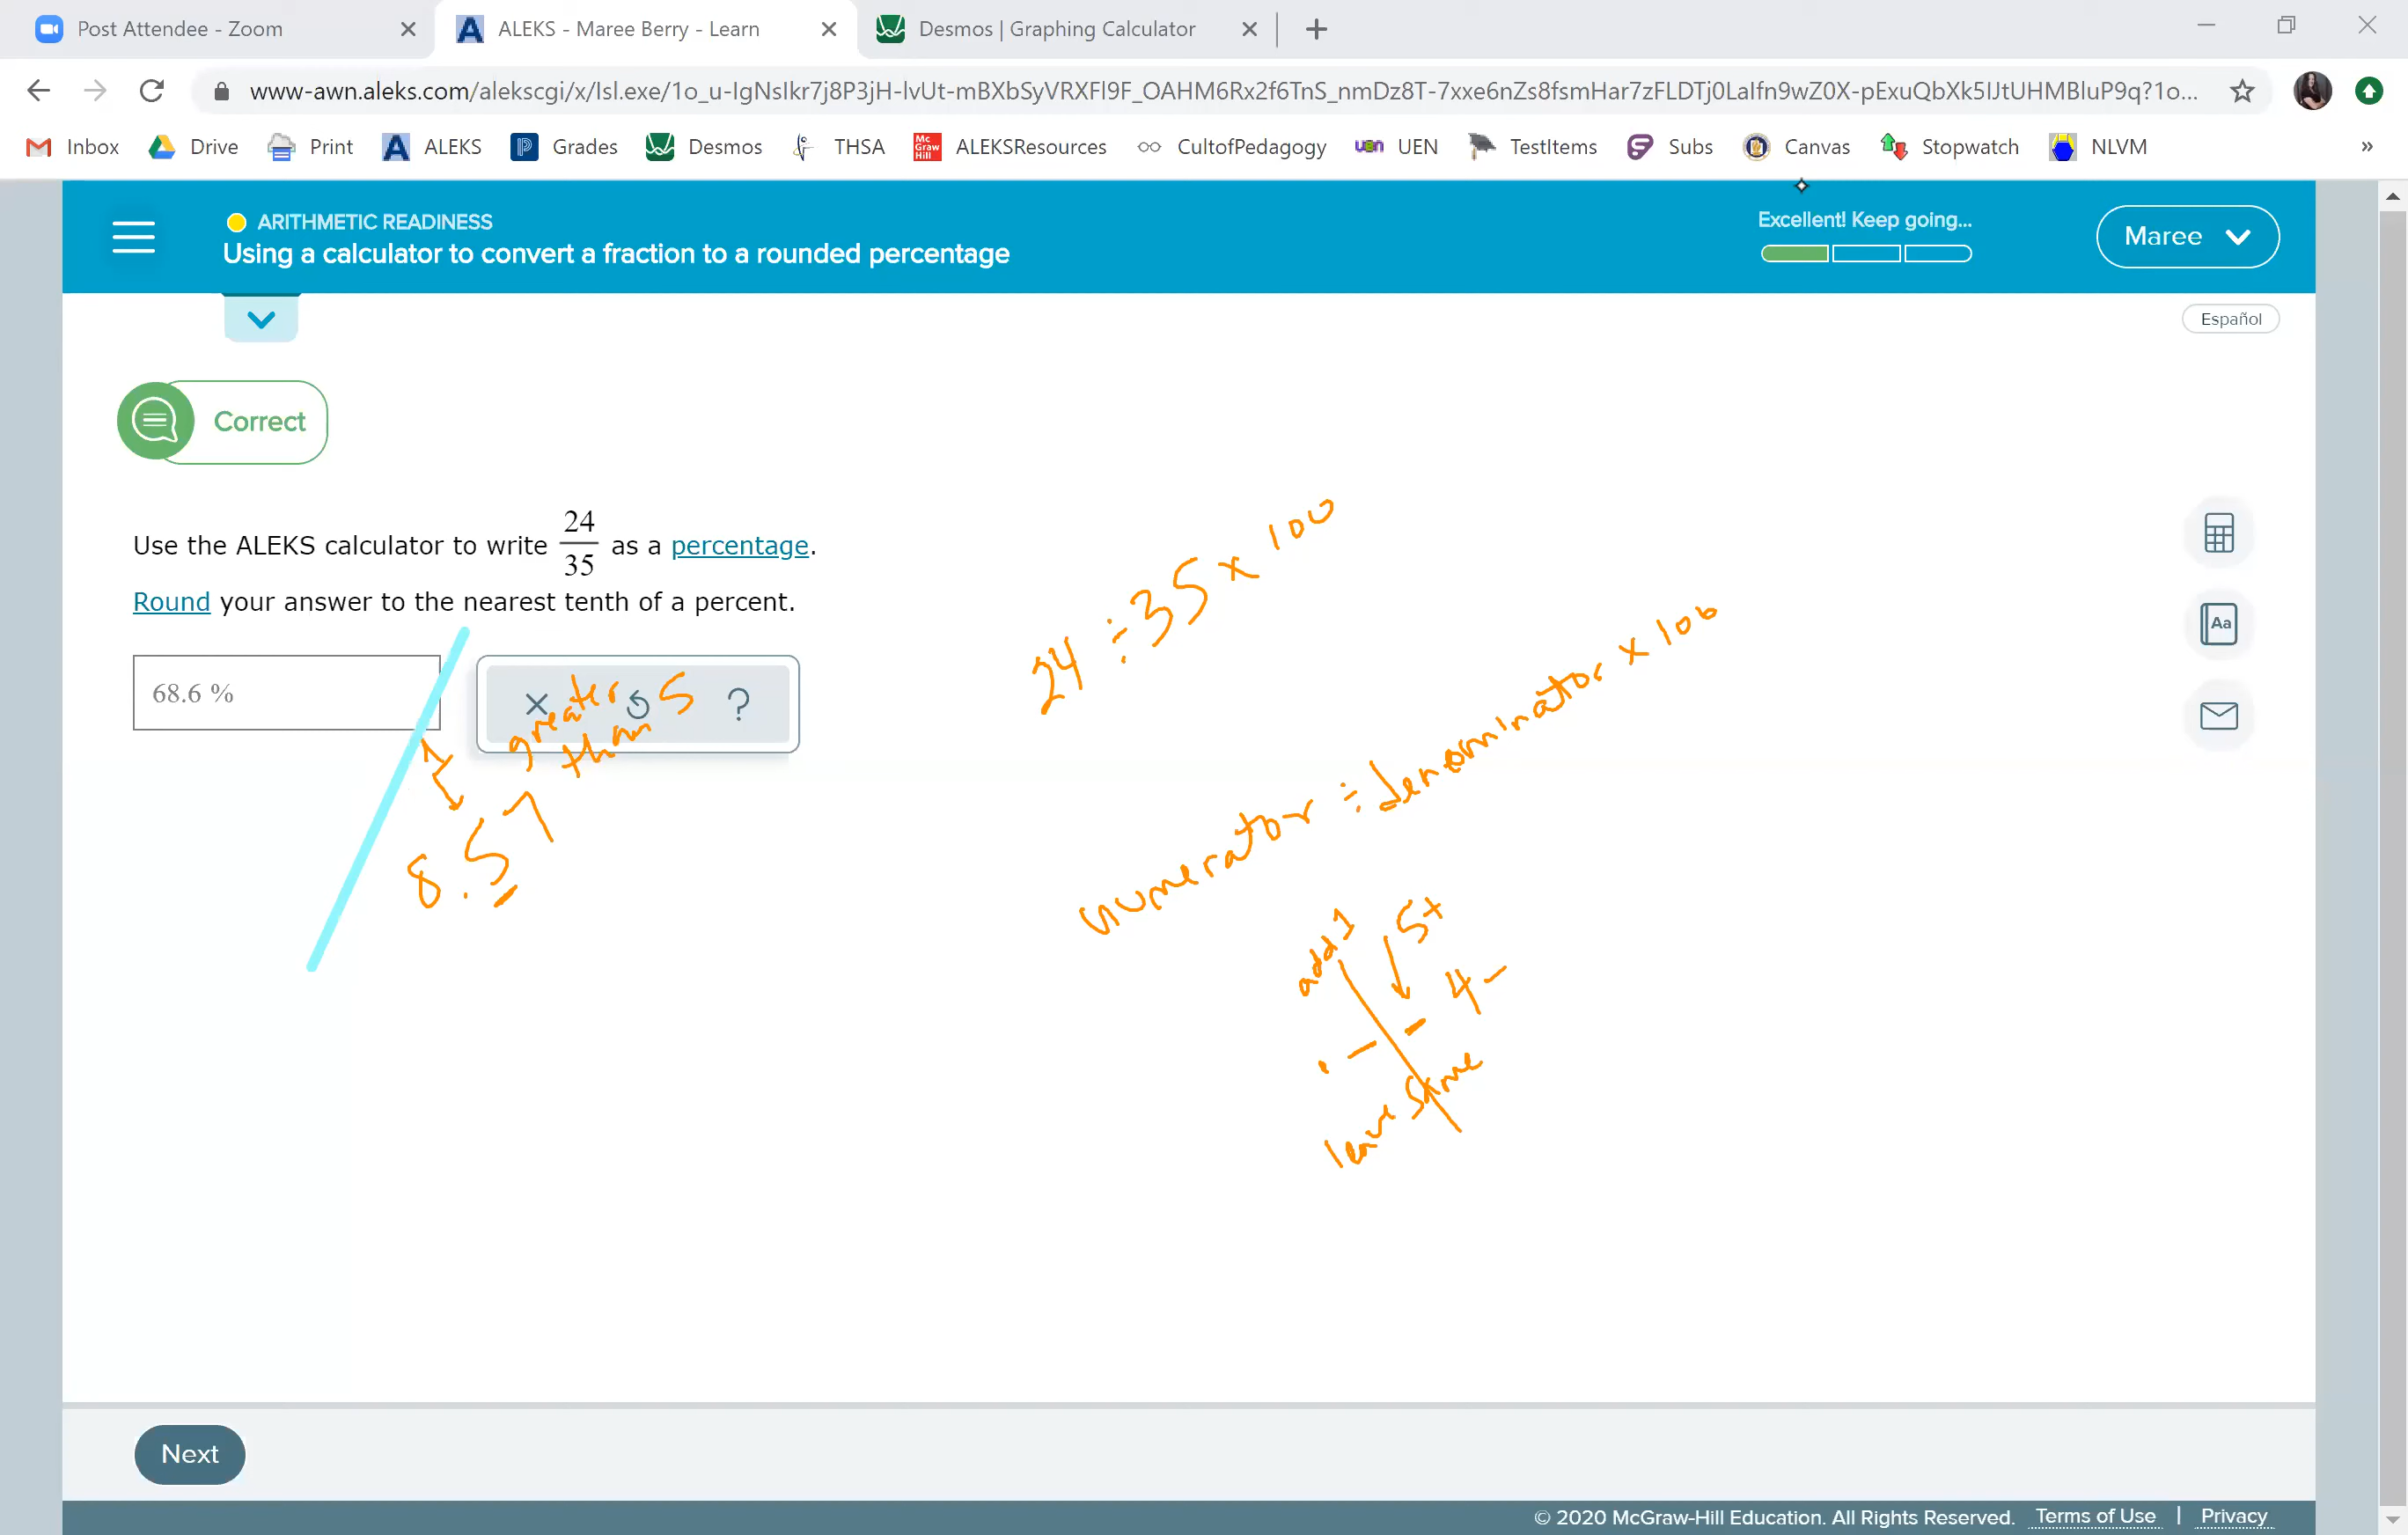 Post Attendee - Zoom
ALEKS - Maree Berry - Learn
Desmos | Graphing Calculator
www-awn.aleks.com/alekscgi/x/Isl.exe/1o_u-IgNsIkr7j8P3jH-lvUt-mBXbSyVRXFl9F_OAHM6Rx2f6TnS_nmDz8T-7xxe6nZs8fsmHar7zFLDTj0LaIfn9wZ0X-pExuQbXk5IJtUHMBluP9q?1o...
Inbox
Drive
Print
ALEKS
Grades
Desmos
THSA
Mc Graw Hill
ALEKSResources
CultofPedagogy
UEN
TestItems
Subs
Canvas
Stopwatch
NLVM
»
ARITHMETIC READINESS
Using a calculator to convert a fraction to a rounded percentage
Excellent! Keep going...
Maree
Español
Correct
Use the ALEKS calculator to write 24/35 as a percentage.
Round your answer to the nearest tenth of a percent.
68.6 %
greater than 5
8.57
24 ÷ 35 x 100
numerator ÷ denominator x 100
add 1
5+
4-
. _ _
leave same
Aa
Next
© 2020 McGraw-Hill Education. All Rights Reserved. Terms of Use | Privacy